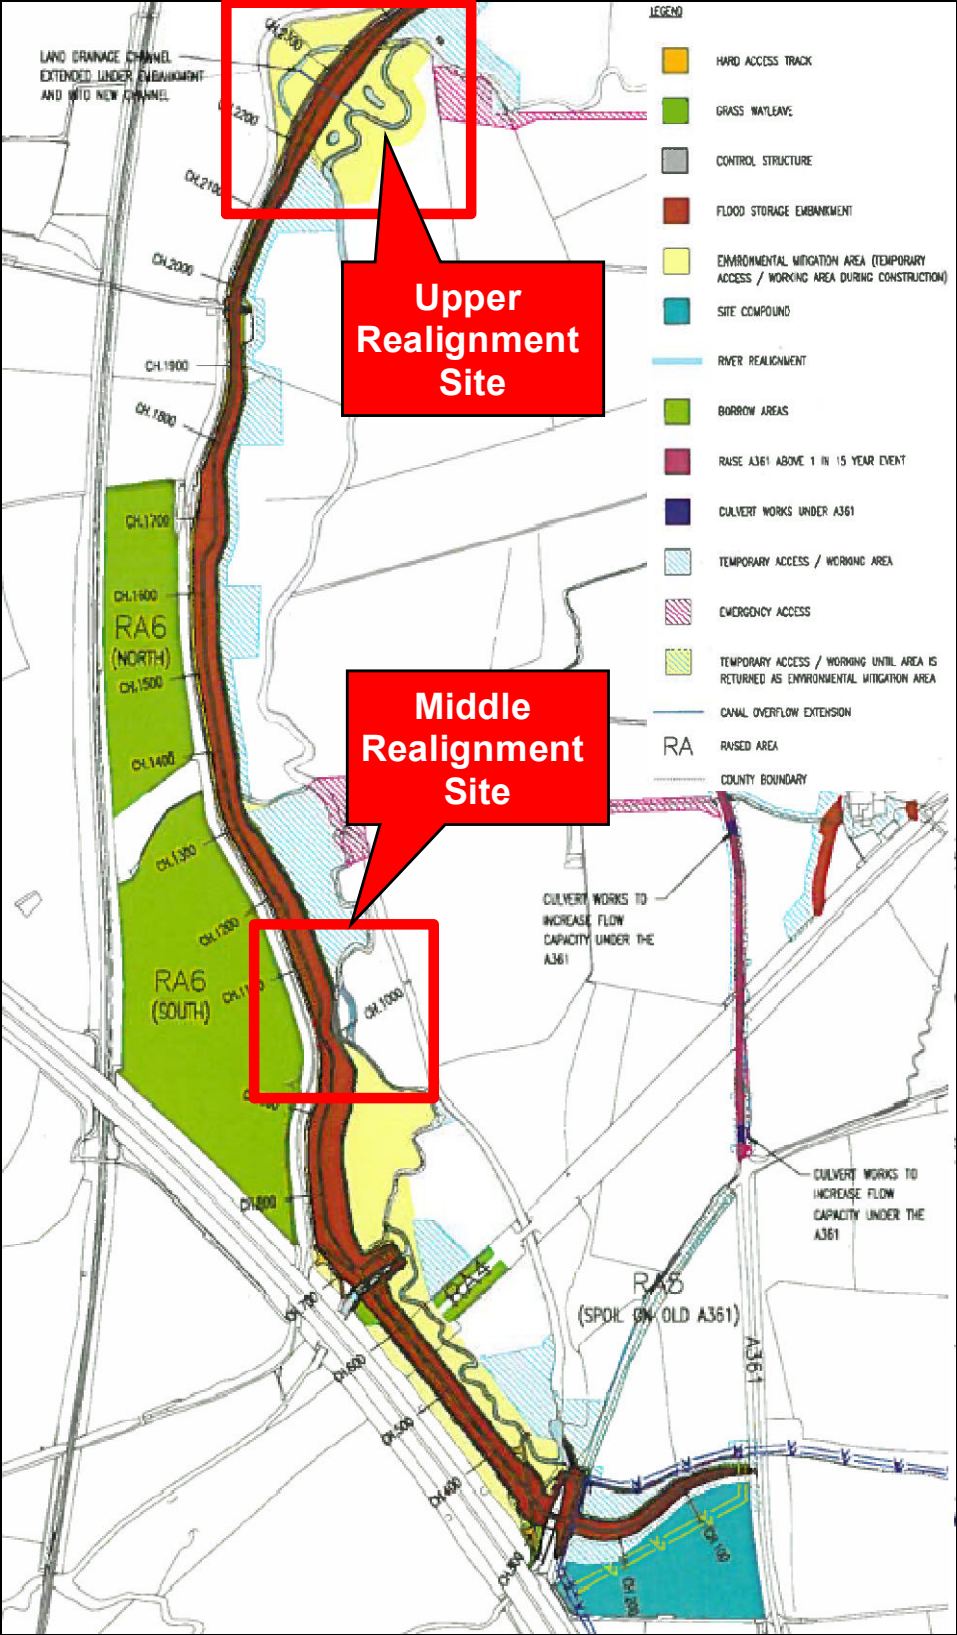 LEGEND
LAND DRAINAGE CHANNEL
EXTENDED UNDER EMBANKMENT
AND INTO NEW CHANNEL
HARD ACCESS TRACK
GRASS WAYLEAVE
CONTROL STRUCTURE
FLOOD STORAGE EMBANKMENT
ENVIRONMENTAL MITIGATION AREA (TEMPORARY
ACCESS / WORKING AREA DURING CONSTRUCTION)
SITE COMPOUND
RIVER REALIGNMENT
BORROW AREAS
RAISE A361 ABOVE 1 IN 15 YEAR EVENT
CULVERT WORKS UNDER A361
TEMPORARY ACCESS / WORKING AREA
EMERGENCY ACCESS
TEMPORARY ACCESS / WORKING UNTIL AREA IS
RETURNED AS ENVIRONMENTAL MITIGATION AREA
CANAL OVERFLOW EXTENSION
RA RAISED AREA
COUNTY BOUNDARY
CH.2300
CH.2200
CH.2100
CH.2000
CH.1900
CH.1800
CH.1700
CH.1600
CH.1500
CH.1400
CH.1300
CH.1200
CH.1000
CH.800
CH.700
CH.600
CH.500
CH.400
CH.300
CH.200
CH.100
Upper
Realignment
Site
RA6
(NORTH)
Middle
Realignment
Site
RA6
(SOUTH)
CULVERT WORKS TO
INCREASE FLOW
CAPACITY UNDER THE
A361
CULVERT WORKS TO
INCREASE FLOW
CAPACITY UNDER THE
A361
RA4
(SPOIL ON OLD A361)
A361